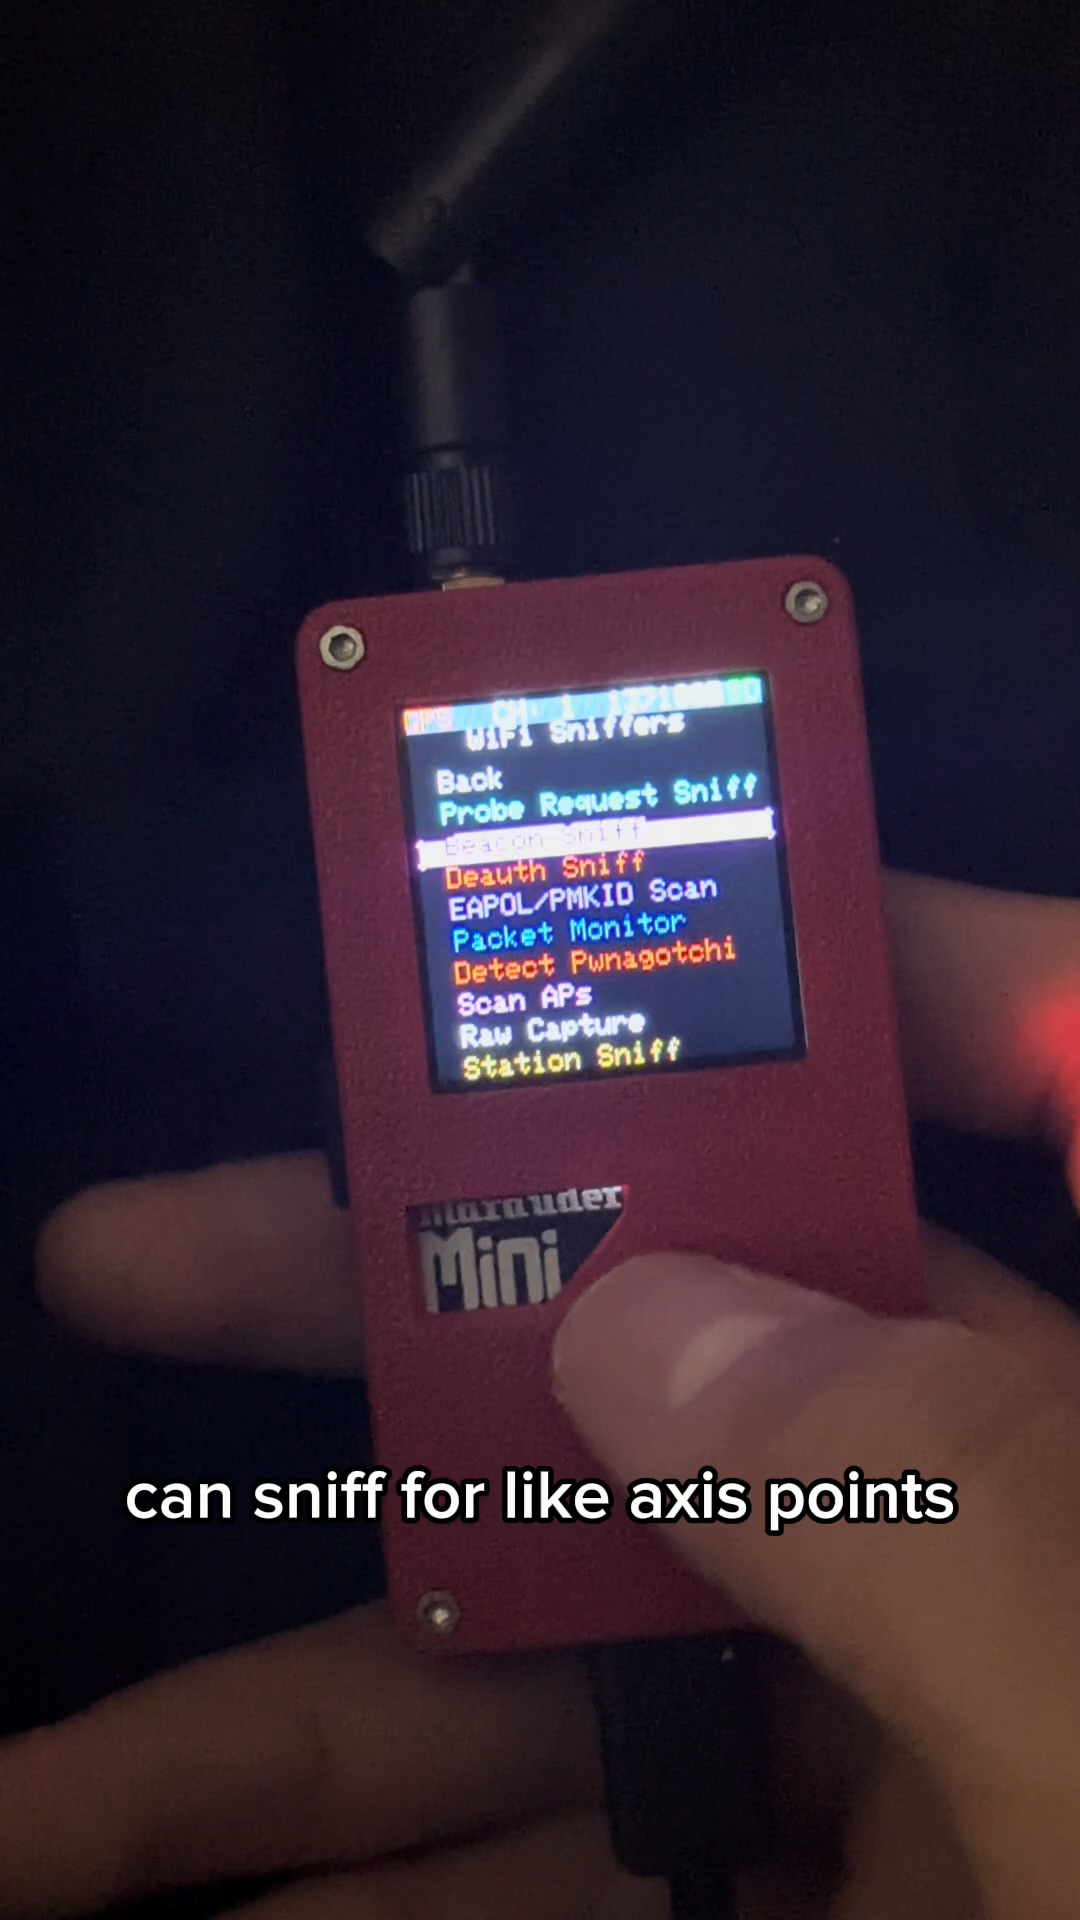 WiFi Sniffers
Back
Probe Request Sniff
Beacon Sniff
Deauth Sniff
EAPOL/PMKID Scan
Packet Monitor
Detect Pwnagotchi
Scan APs
Raw Capture
Station Sniff
Marauder
Mini
can sniff for like axis points